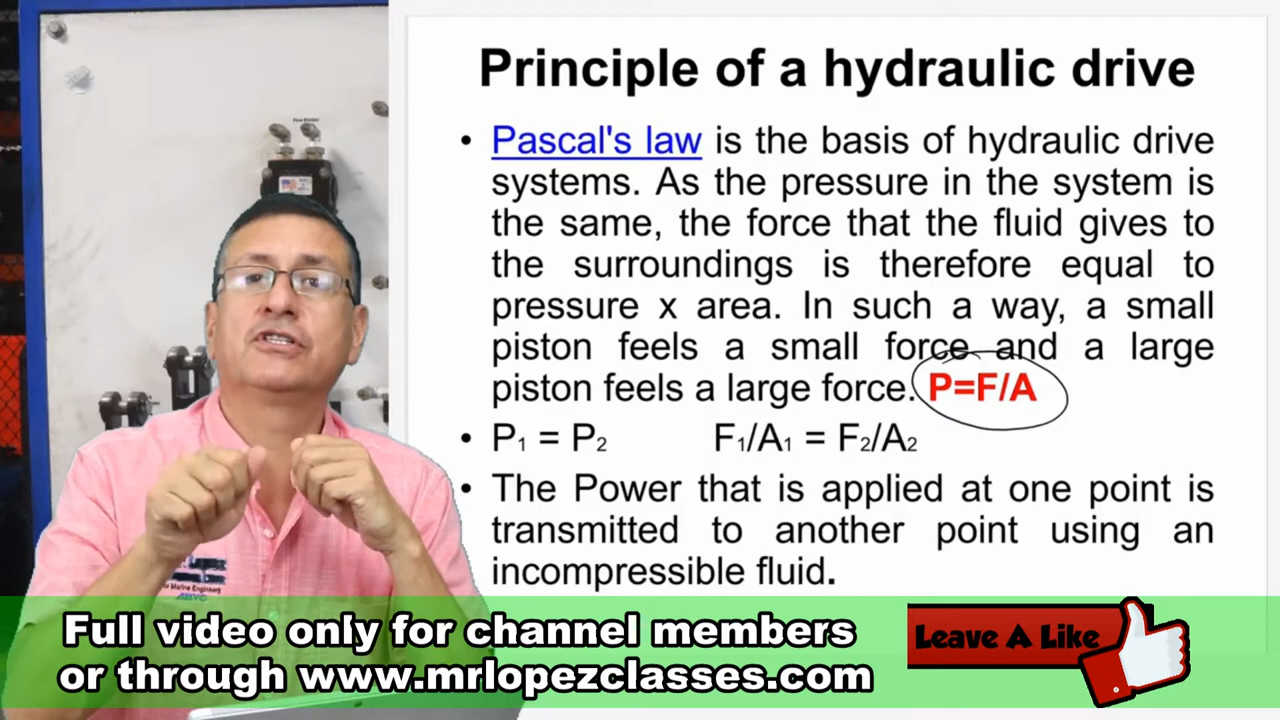 Principle of a hydraulic drive
• Pascal's law is the basis of hydraulic drive
systems. As the pressure in the system is
the same, the force that the fluid gives to
the surroundings is therefore equal to
pressure x area. In such a way, a small
piston feels a small force and a large
piston feels a large force. P=F/A
• P₁ = P₂ F₁/A₁ = F₂/A₂
• The Power that is applied at one point is
transmitted to another point using an
incompressible fluid.
for Marine Engineers
Full video only for channel members
or through www.mrlopezclasses.com
Leave A Like